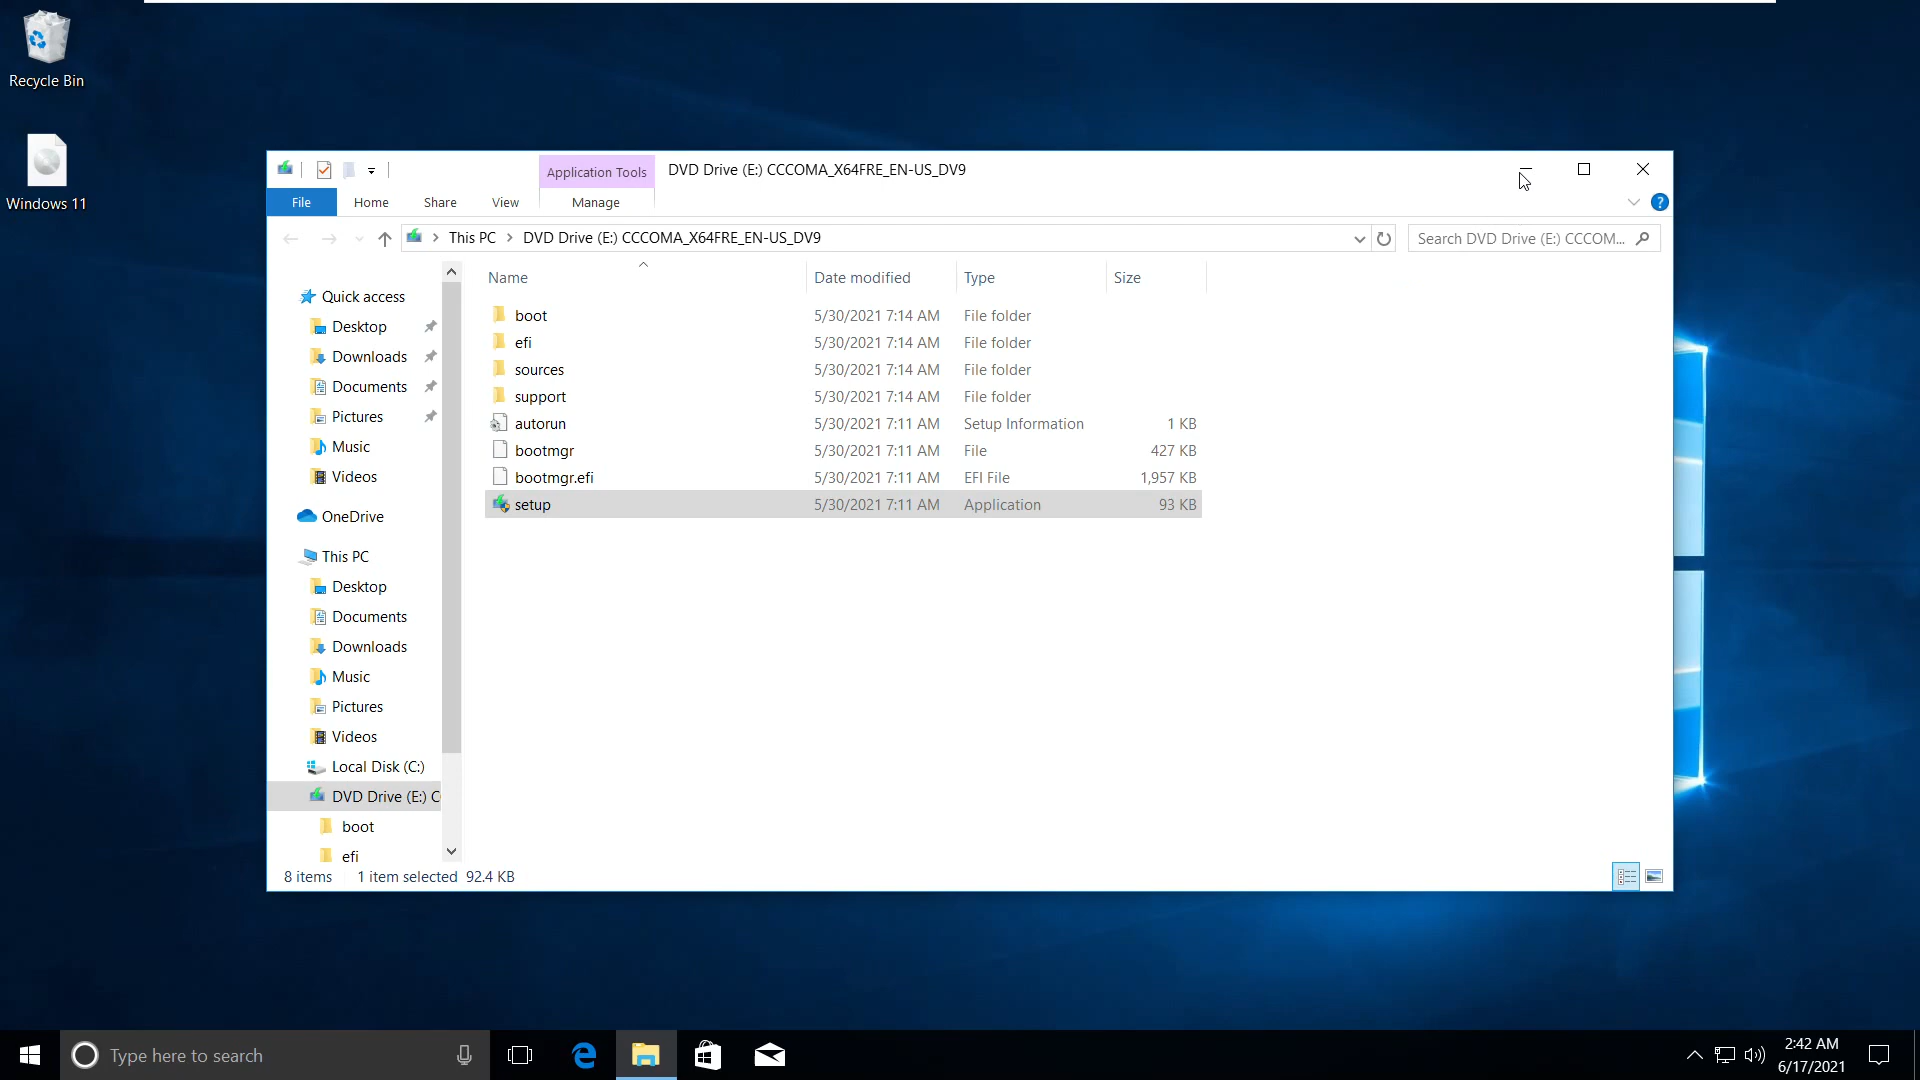 Recycle Bin
Windows 11
Application Tools
DVD Drive (E:) CCCOMA_X64FRE_EN-US_DV9
File Home Share View Manage
This PC > DVD Drive (E:) CCCOMA_X64FRE_EN-US_DV9
Search DVD Drive (E:) CCCOM...
Quick access
Desktop
Downloads
Documents
Pictures
Music
Videos
OneDrive
This PC
Desktop
Documents
Downloads
Music
Pictures
Videos
Local Disk (C:)
DVD Drive (E:) C
boot
efi
Name Date modified Type Size
boot 5/30/2021 7:14 AM File folder
efi 5/30/2021 7:14 AM File folder
sources 5/30/2021 7:14 AM File folder
support 5/30/2021 7:14 AM File folder
autorun 5/30/2021 7:11 AM Setup Information 1 KB
bootmgr 5/30/2021 7:11 AM File 427 KB
bootmgr.efi 5/30/2021 7:11 AM EFI File 1,957 KB
setup 5/30/2021 7:11 AM Application 93 KB
8 items 1 item selected 92.4 KB
Type here to search
2:42 AM
6/17/2021